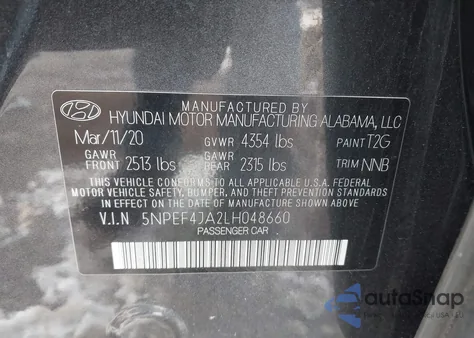 MANUFACTURED BY
HYUNDAI MOTOR MANUFACTURING ALABAMA, LLC
Mar/11/20 GVWR 4354 lbs PAINT T2G
GAWR FRONT 2513 lbs GAWR REAR 2315 lbs TRIM NNB
THIS VEHICLE CONFORMS TO ALL APPLICABLE FEDERAL
MOTOR VEHICLE SAFETY, BUMPER, AND THEFT PREVENTION STANDARDS
IN EFFECT ON THE DATE OF MANUFACTURE SHOWN ABOVE.
V.I.N 5NPEF4JA2LH048660
PASSENGER CAR
autoSnap